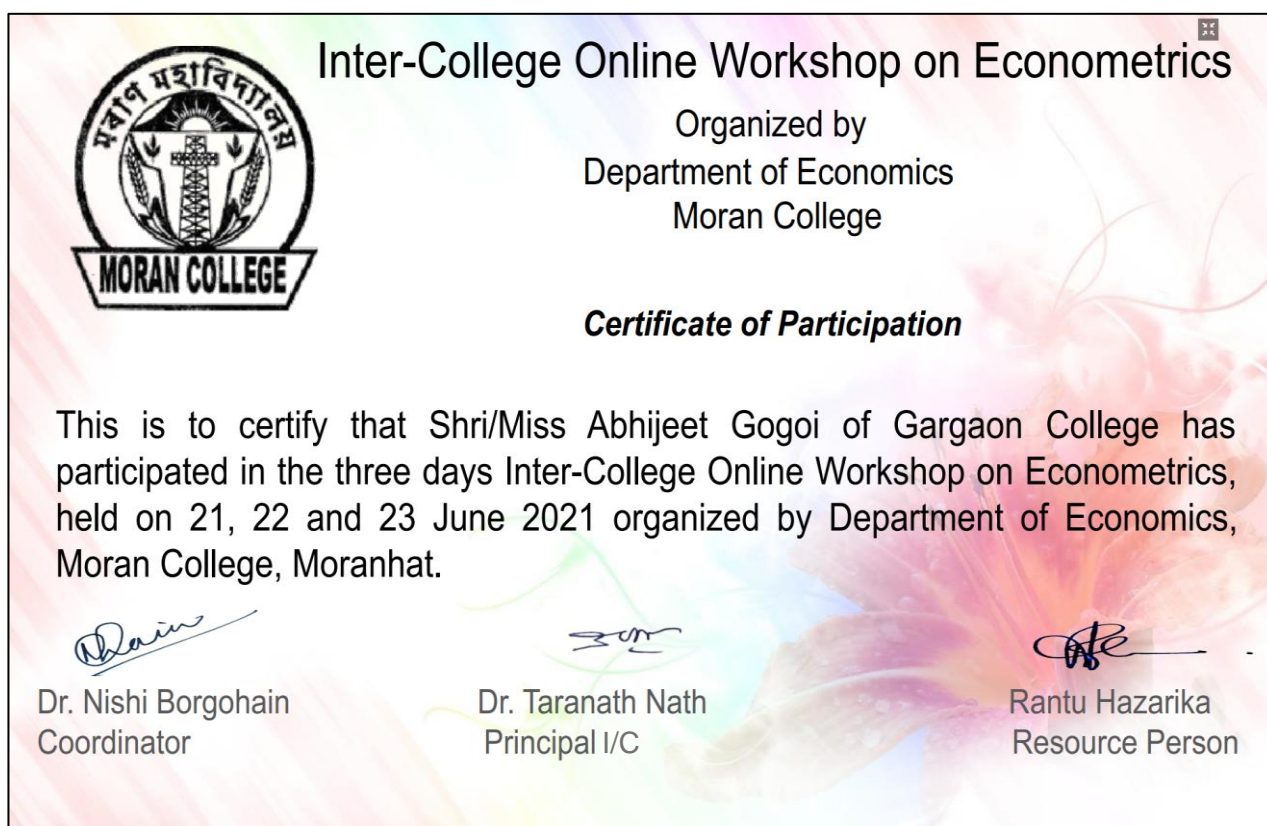 মৰাণ মহাবিদ্যালয়
MORAN COLLEGE
Inter-College Online Workshop on Econometrics
Organized by
Department of Economics
Moran College
Certificate of Participation
This is to certify that Shri/Miss Abhijeet Gogoi of Gargaon College has
participated in the three days Inter-College Online Workshop on Econometrics,
held on 21, 22 and 23 June 2021 organized by Department of Economics,
Moran College, Moranhat.
Dr. Nishi Borgohain
Coordinator
Dr. Taranath Nath
Principal I/C
Rantu Hazarika
Resource Person